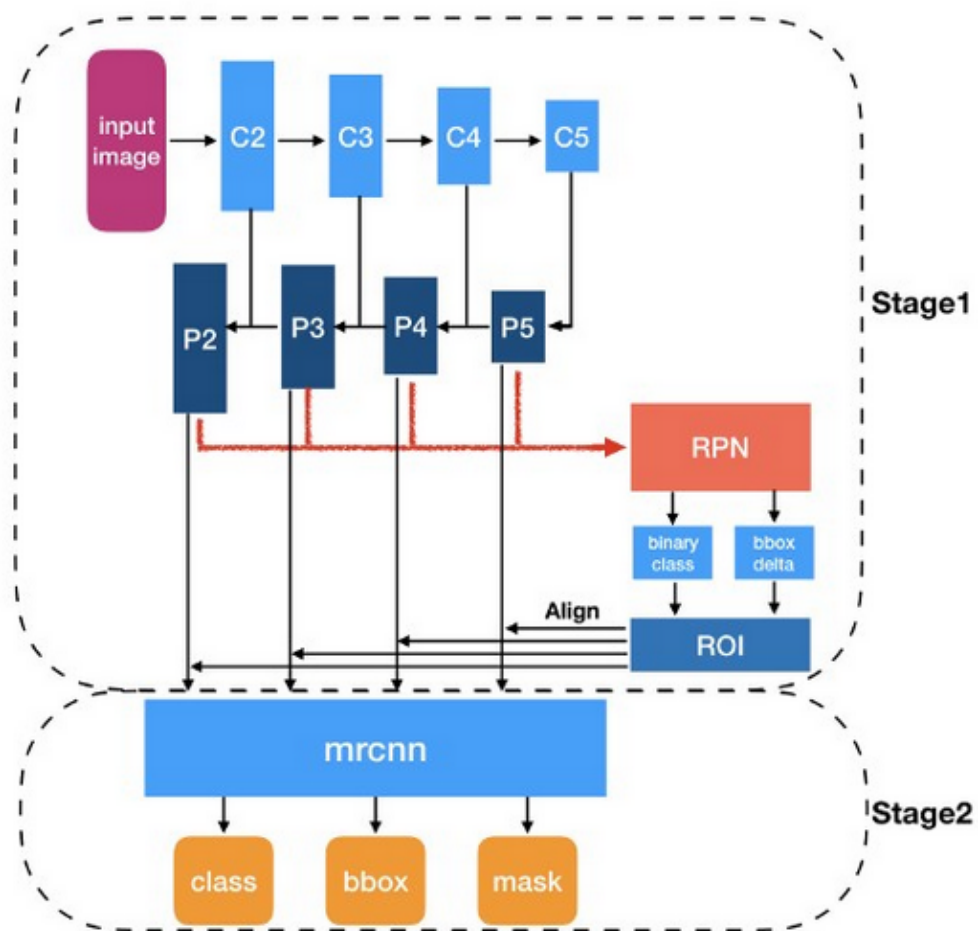 input
image
C2
C3
C4
C5
Stage1
P2
P3
P4
P5
RPN
binary
class
bbox
delta
Align
ROI
mrcnn
Stage2
class
bbox
mask